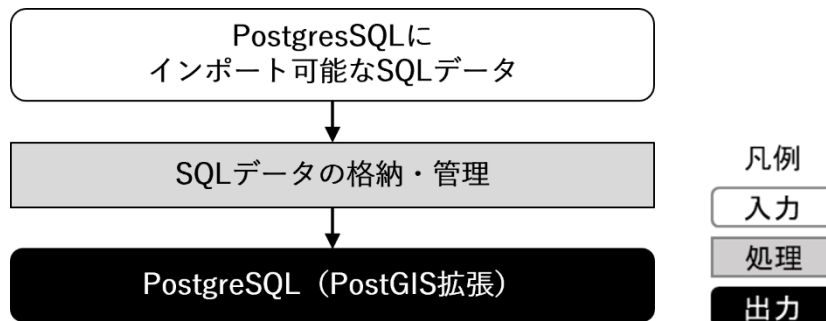 PostgresSQLに
インポート可能なSQLデータ
SQLデータの格納・管理
PostgreSQL（PostGIS拡張）
凡例
入力
処理
出力